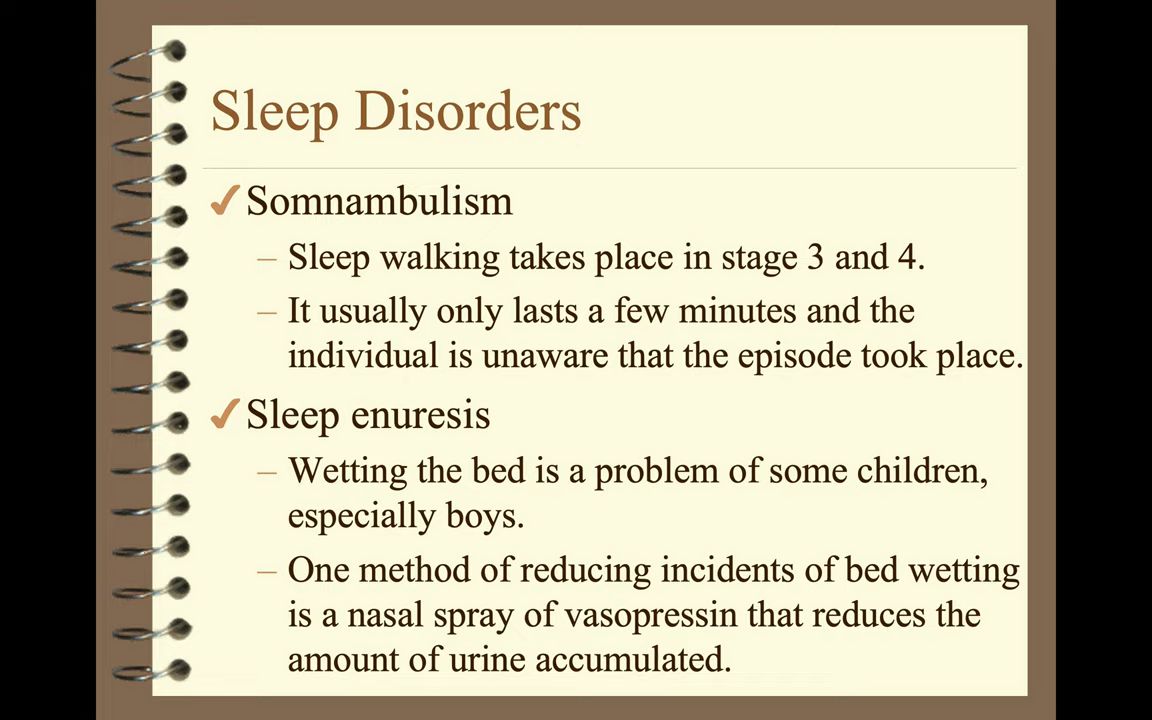 Sleep Disorders
✓Somnambulism
– Sleep walking takes place in stage 3 and 4.
– It usually only lasts a few minutes and the
individual is unaware that the episode took place.
✓Sleep enuresis
– Wetting the bed is a problem of some children,
especially boys.
– One method of reducing incidents of bed wetting
is a nasal spray of vasopressin that reduces the
amount of urine accumulated.